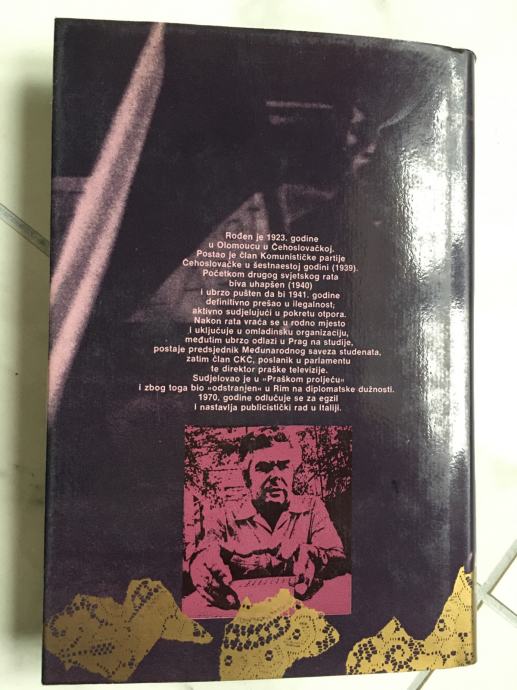 Rođen je 1923. godine
u Olomoucu u Čehoslovačkoj.
Postao je član Komunističke partije
Čehoslovačke u šestnaestoj godini (1939).
Početkom drugog svjetskog rata
biva uhapšen (1940)
i ubrzo pušten da bi 1941. godine
definitivno prešao u ilegalnost;
aktivno sudjelujući u pokretu otpora.
Nakon rata vraća se u rodno mjesto
i uključuje u omladinsku organizaciju,
međutim ubrzo odlazi u Prag na studije,
postaje predsjednik Međunarodnog saveza studenata,
zatim član CKČ, poslanik u parlamentu
te direktor praške televizije.
Sudjelovao je u »Praškom proljeću«
i zbog toga bio »odstranjen« u Rim na diplomatske dužnosti.
1970. godine odlučuje se za egzil
i nastavlja publicistički rad u Italiji.